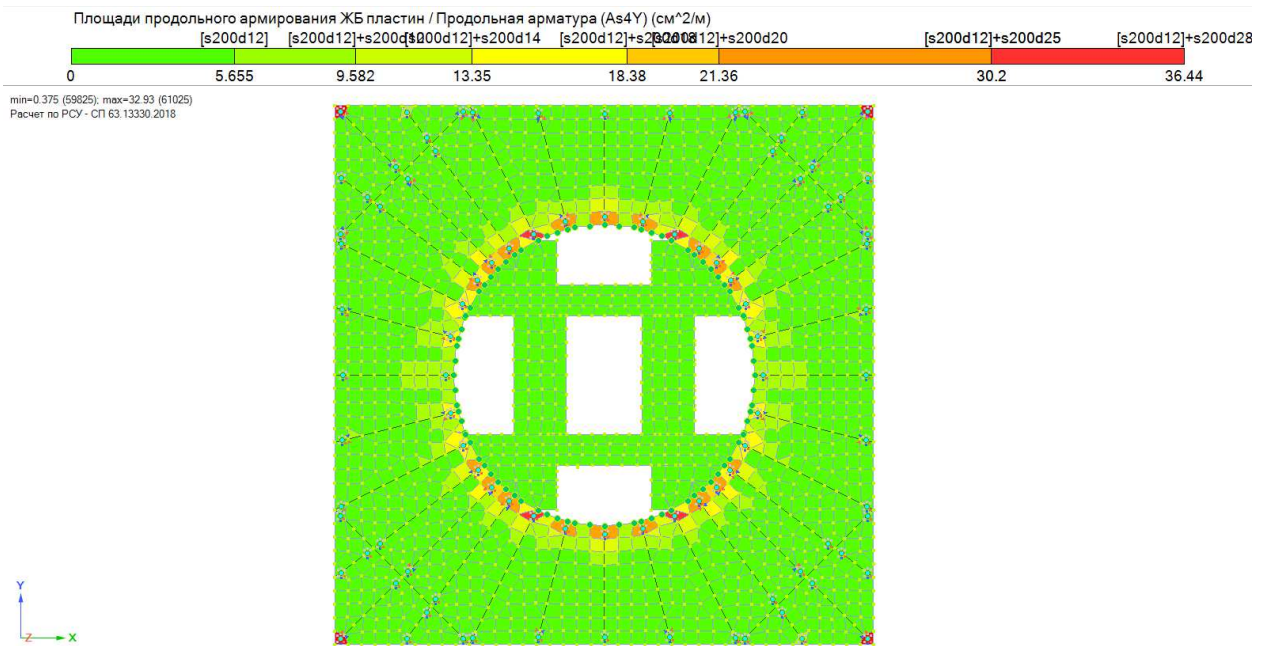 Площади продольного армирования ЖБ пластин / Продольная арматура (As4Y) (см^2/м)
[s200d12] [s200d12]+s200d12 [s200d12]+s200d14 [s200d12]+s200d18 [s200d12]+s200d20 [s200d12]+s200d25 [s200d12]+s200d28
0 5.655 9.582 13.35 18.38 21.36 30.2 36.44
min=0.375 (59825); max=32.93 (61025)
Расчет по РСУ - СП 63.13330.2018
Y
Z X